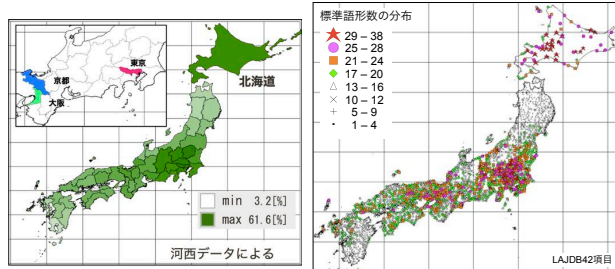 東京
京都
大阪
北海道
min 3.2[%]
max 61.6[%]
河西データによる
標準語形数の分布
29 – 38
25 – 28
21 – 24
17 – 20
13 – 16
10 – 12
5 – 9
1 – 4
LAJDB42項目